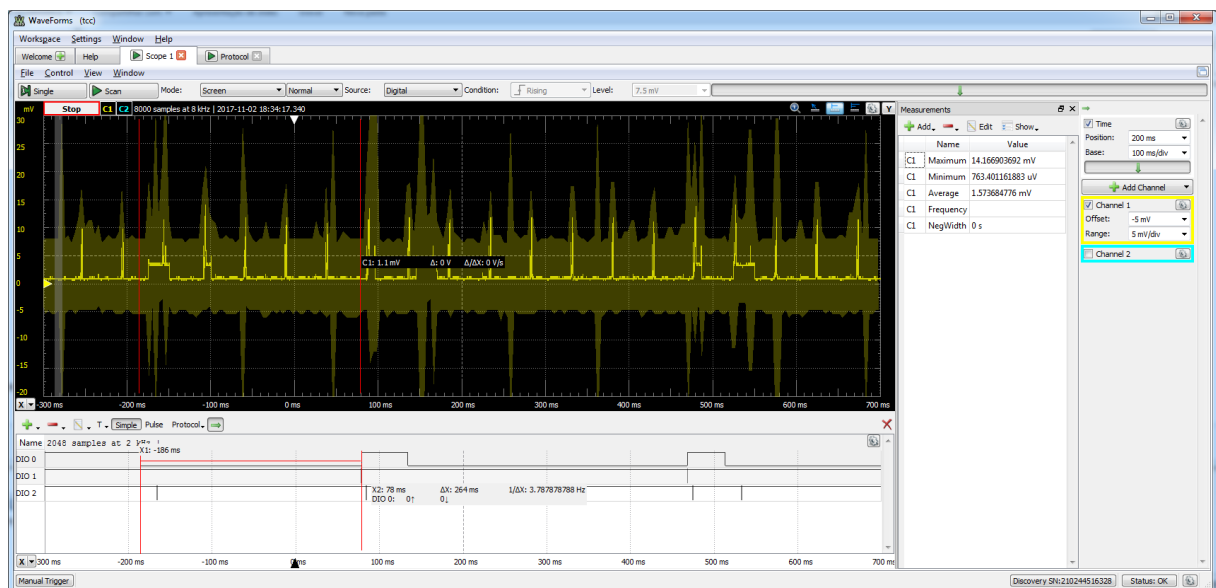 WaveForms (tcc)
Workspace Settings Window Help
Welcome Help Scope 1 Protocol
File Control View Window
Single Scan Mode: Screen Normal Source: Digital Condition: Rising Level: 7.5 mV
mV Stop C1 C2 8000 samples at 8 kHz | 2017-11-02 18:34:17.340 Y
30
25
20
15
10
5
0
-5
-10
-15
-20
C1: 1.1 mV Δ: 0 V Δ/ΔX: 0 V/s
X -300 ms -200 ms -100 ms 0 ms 100 ms 200 ms 300 ms 400 ms 500 ms 600 ms 700 ms
T Simple Pulse Protocol
Name 2048 samples at 2 kHz
X1: -186 ms
DIO 0
DIO 1
DIO 2
X2: 78 ms ΔX: 264 ms 1/ΔX: 3.787878788 Hz
DIO 0: 0↑ 0↓
X -300 ms -200 ms -100 ms 0 ms 100 ms 200 ms 300 ms 400 ms 500 ms 600 ms 700 ms
Manual Trigger
Measurements
Add Edit Show
Name Value
C1 Maximum 14.166903692 mV
C1 Minimum 763.401161883 uV
C1 Average 1.573684776 mV
C1 Frequency
C1 NegWidth 0 s
Time
Position: 200 ms
Base: 100 ms/div
Add Channel
Channel 1
Offset: -5 mV
Range: 5 mV/div
Channel 2
Discovery SN:210244516328 Status: OK